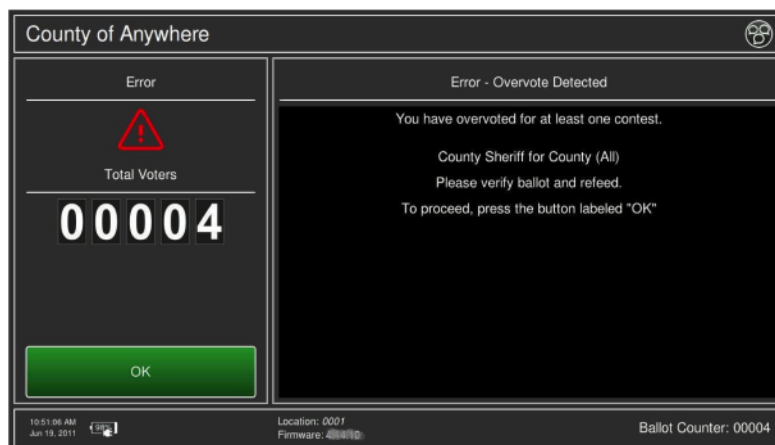 County of Anywhere
Error
Total Voters
00004
OK
Error - Overvote Detected
You have overvoted for at least one contest.
County Sheriff for County (All)
Please verify ballot and refeed.
To proceed, press the button labeled "OK"
10:51:06 AM
Jun 19, 2011
98%
Location: 0001
Firmware:
Ballot Counter: 00004